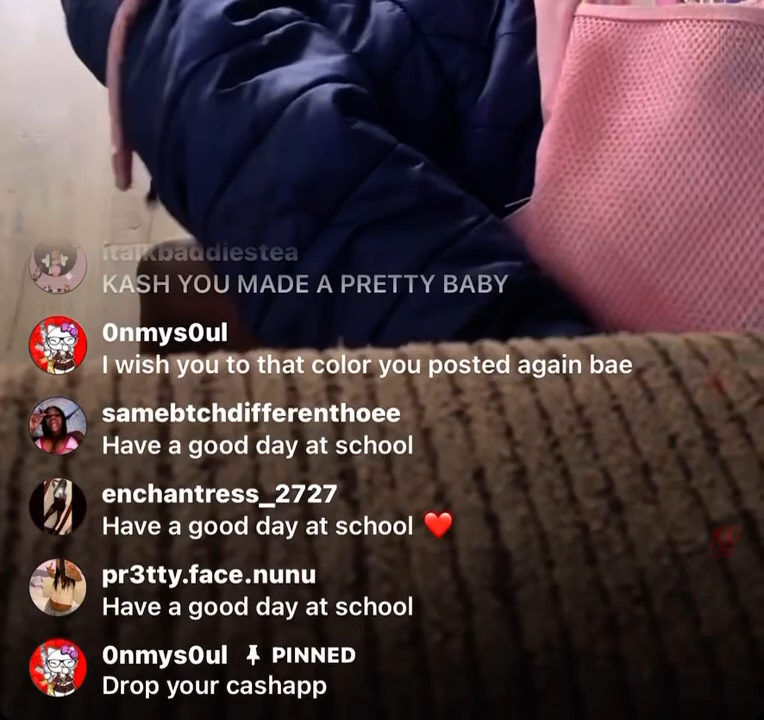 italkbaddiestea
KASH YOU MADE A PRETTY BABY
0nmys0ul
I wish you to that color you posted again bae
samebtchdifferenthoee
Have a good day at school
enchantress_2727
Have a good day at school ❤️
pr3tty.face.nunu
Have a good day at school
0nmys0ul PINNED
Drop your cashapp